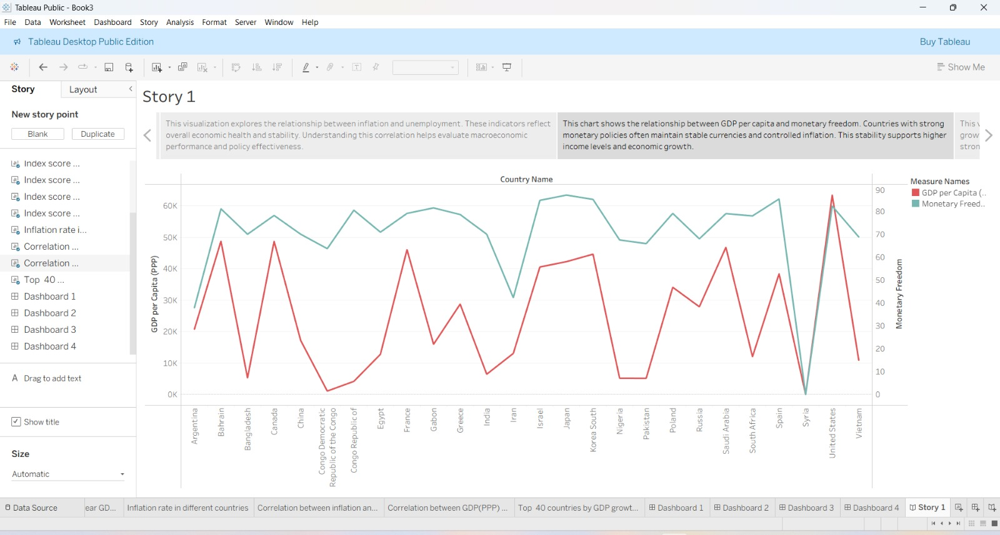 Tableau Public - Book3
File Data Worksheet Dashboard Story Analysis Format Server Window Help
Tableau Desktop Public Edition
Buy Tableau
Show Me
Story
Layout
New story point
Blank
Duplicate
Index score ...
Index score ...
Index score ...
Index score ...
Inflation rate i...
Correlation ...
Correlation ...
Top 40 ...
Dashboard 1
Dashboard 2
Dashboard 3
Dashboard 4
A Drag to add text
Show title
Size
Automatic
Story 1
This visualization explores the relationship between inflation and unemployment. These indicators reflect
overall economic health and stability. Understanding this correlation helps evaluate macroeconomic
performance and policy effectiveness.
This chart shows the relationship between GDP per capita and monetary freedom. Countries with strong
monetary policies often maintain stable currencies and controlled inflation. This stability supports higher
income levels and economic growth.
This v
grow
stron
Country Name
GDP per Capita (PPP)
60K
50K
40K
30K
20K
10K
0K
90
80
70
60
50
40
30
20
10
0
Monetary Freedom
Argentina
Bahrain
Bangladesh
Canada
China
Congo Democratic
Republic of the Congo
Congo Republic of
Egypt
France
Gabon
Greece
India
Iran
Israel
Japan
Korea South
Nigeria
Pakistan
Poland
Russia
Saudi Arabia
South Africa
Spain
Syria
United States
Vietnam
Measure Names
GDP per Capita (..
Monetary Freed..
Data Source
ear GD...
Inflation rate in different countries
Correlation between inflation an...
Correlation between GDP(PPP) ...
Top 40 countries by GDP growt...
Dashboard 1
Dashboard 2
Dashboard 3
Dashboard 4
Story 1